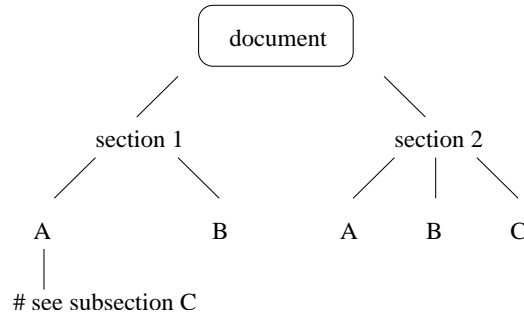 document
section 1 section 2
A B A B C
# see subsection C